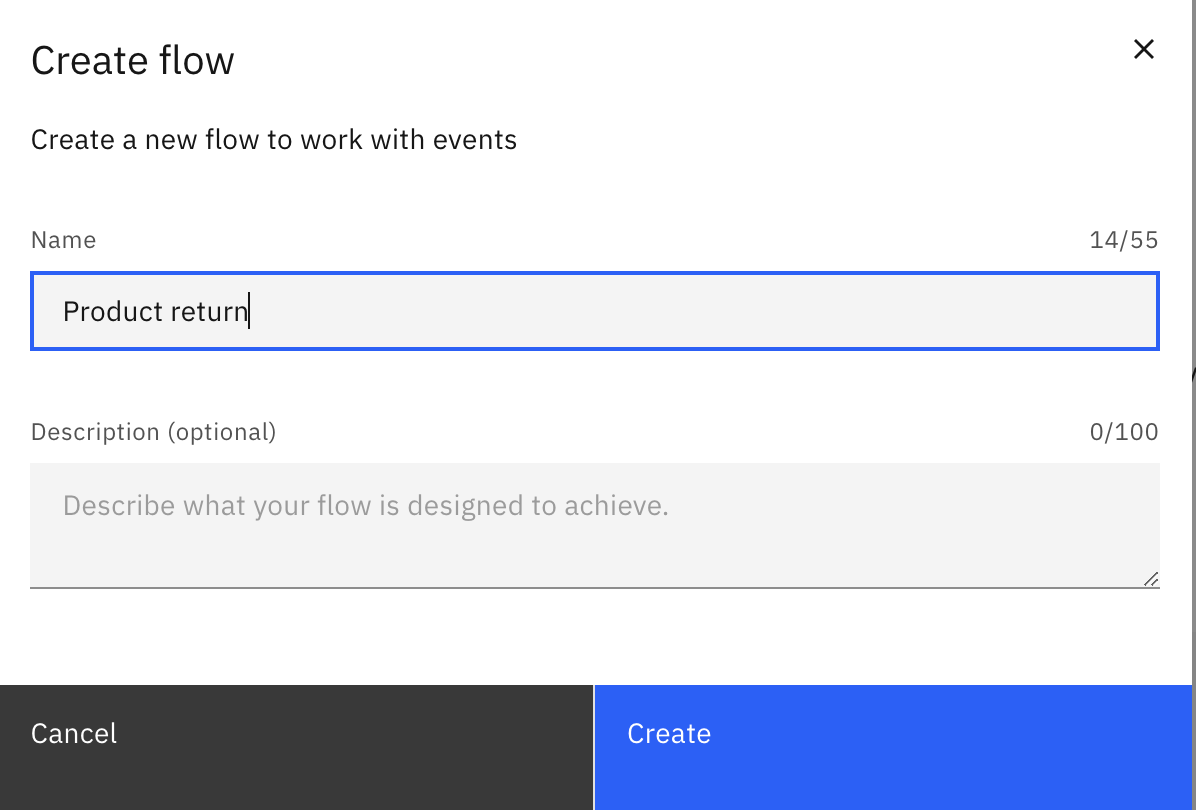 Create flow
Create a new flow to work with events
Name 14/55
Product return
Description (optional) 0/100
Describe what your flow is designed to achieve.
Cancel Create